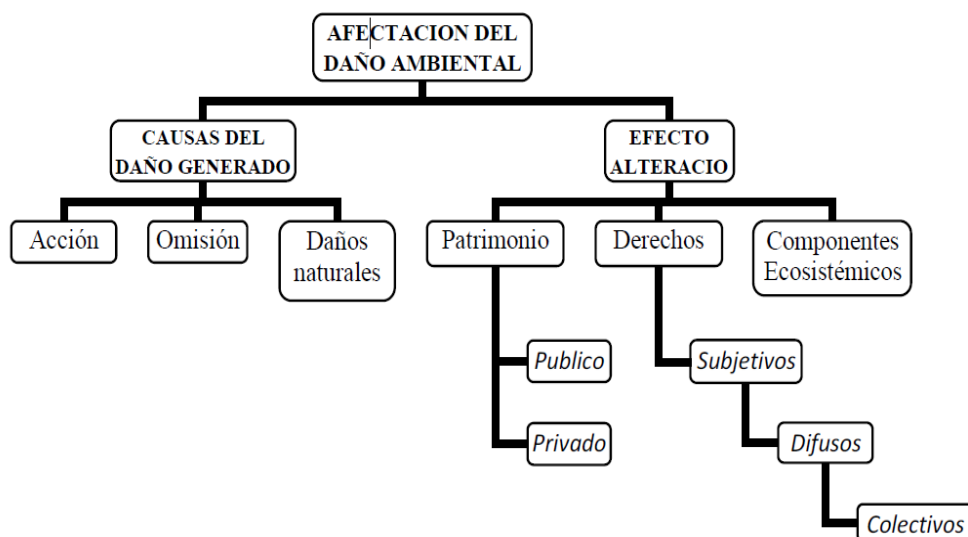 AFECTACION DEL
DAÑO AMBIENTAL
CAUSAS DEL
DAÑO GENERADO
EFECTO
ALTERACIO
Acción
Omisión
Daños
naturales
Patrimonio
Derechos
Componentes
Ecosistémicos
Publico
Privado
Subjetivos
Difusos
Colectivos